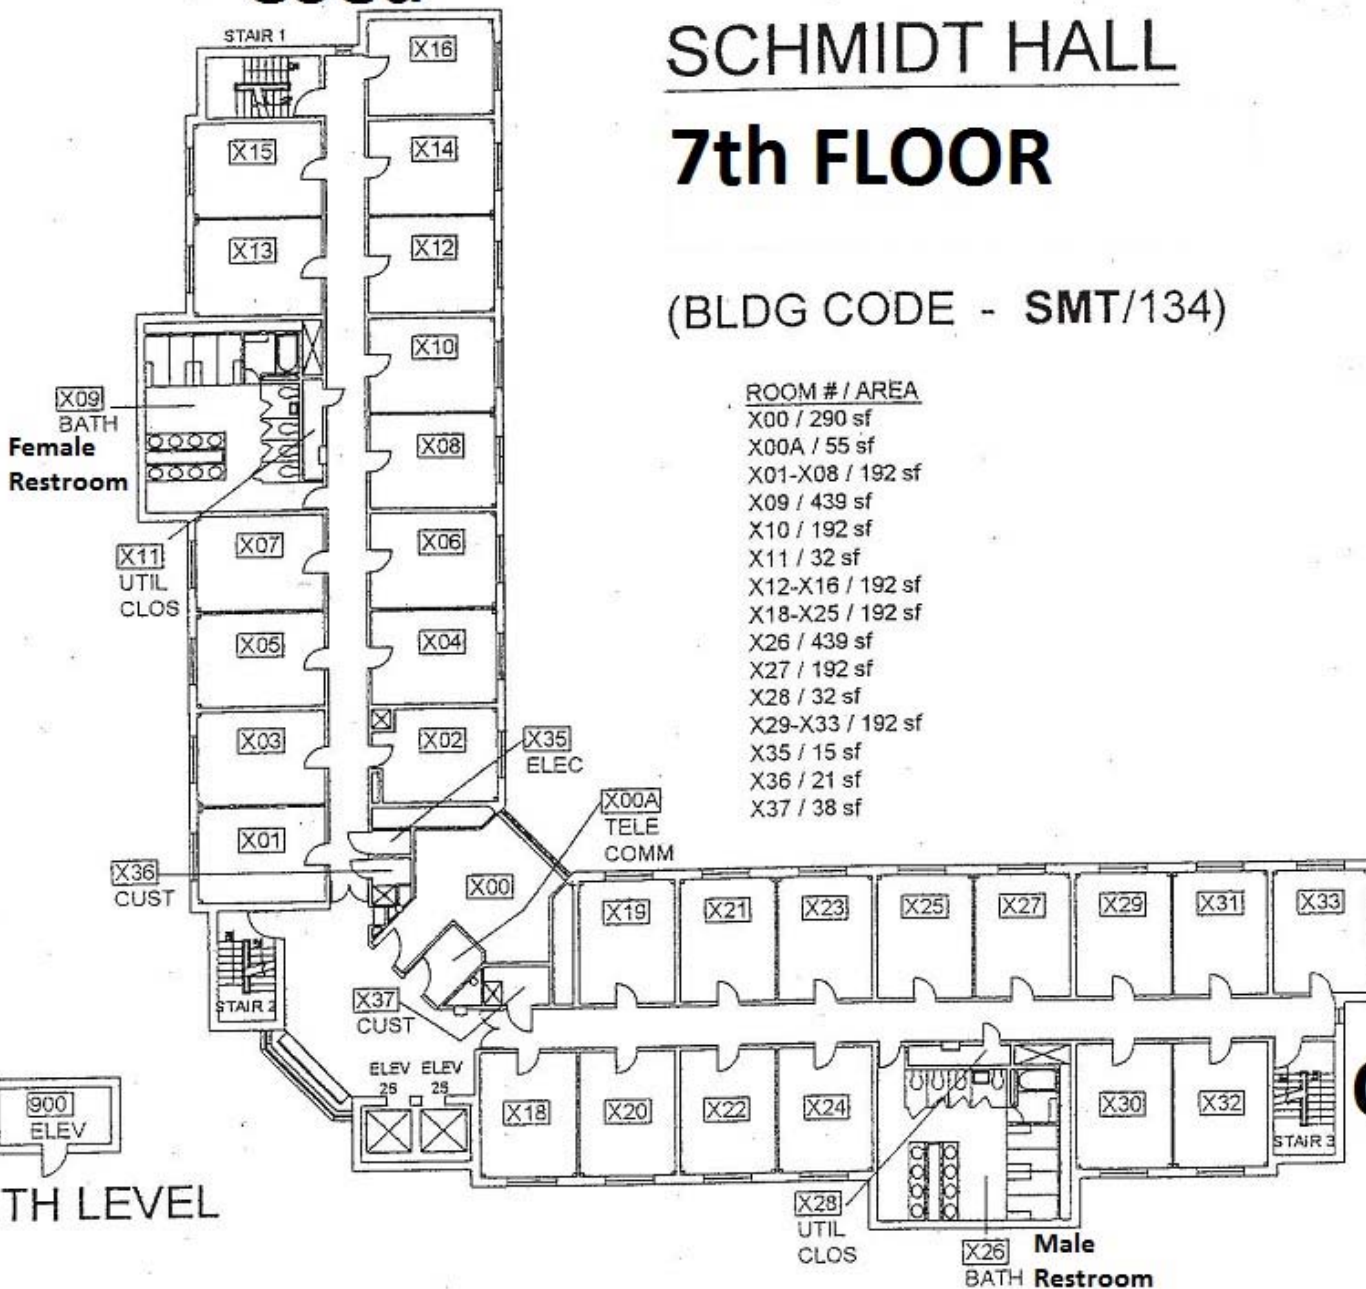 STAIR 1
X16
SCHMIDT HALL
7th FLOOR
X15
X14
X13
X12
(BLDG CODE - SMT/134)
X10
X09
BATH
Female
Restroom
X08
ROOM # / AREA
X00 / 290 sf
X00A / 55 sf
X01-X08 / 192 sf
X09 / 439 sf
X10 / 192 sf
X11 / 32 sf
X12-X16 / 192 sf
X18-X25 / 192 sf
X26 / 439 sf
X27 / 192 sf
X28 / 32 sf
X29-X33 / 192 sf
X35 / 15 sf
X36 / 21 sf
X37 / 38 sf
X11
UTIL
CLOS
X07
X06
X05
X04
X03
X02
X35
ELEC
X00A
TELE
COMM
X01
X36
CUST
X00
X19
X21
X23
X25
X27
X29
X31
X33
STAIR 2
X37
CUST
ELEV ELEV
2S 2S
X18
X20
X22
X24
X30
X32
STAIR 3
900
ELEV
TH LEVEL
X28
UTIL
CLOS
X26
BATH
Male
Restroom